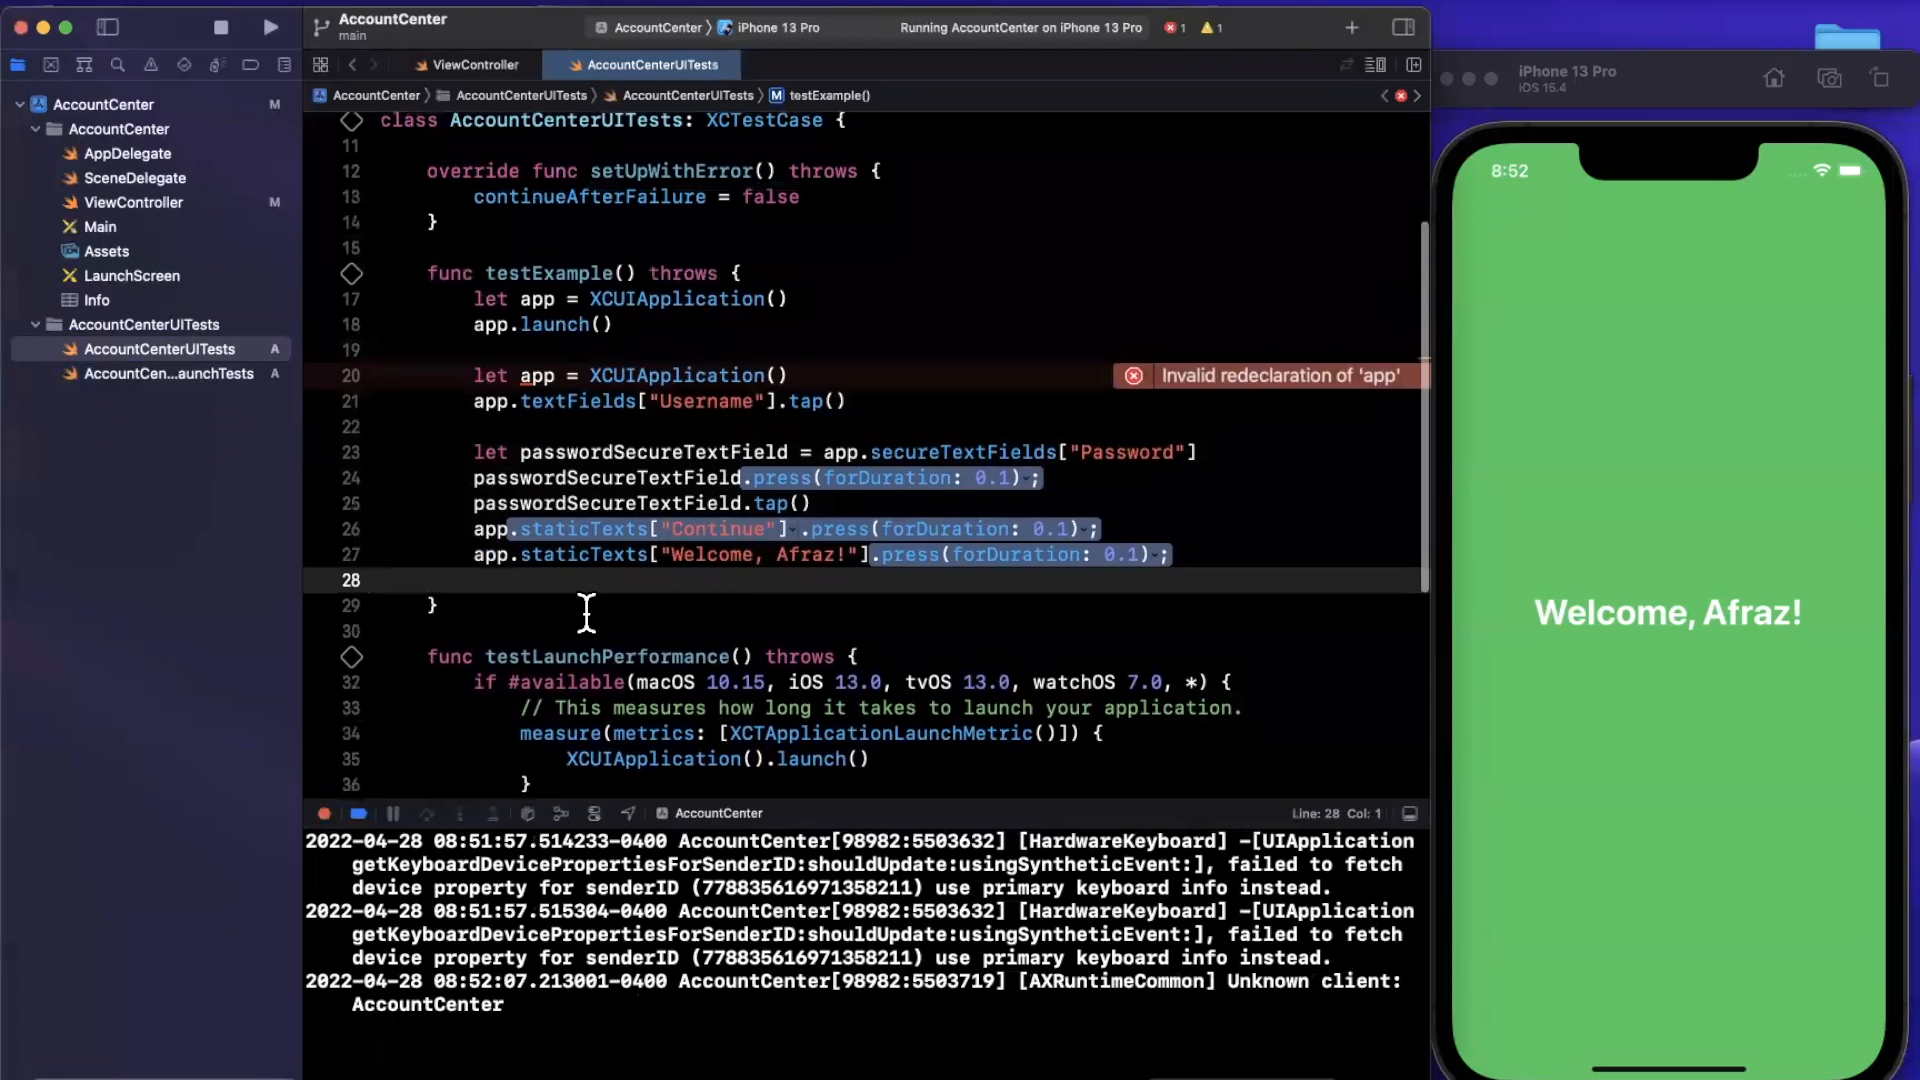 AccountCenter
main
AccountCenter
iPhone 13 Pro
Running AccountCenter on iPhone 13 Pro
1
1
ViewController
AccountCenterUITests
AccountCenter
AccountCenterUITests
AccountCenterUITests
M
testExample()
AccountCenter
M
AccountCenter
AppDelegate
SceneDelegate
ViewController
M
Main
Assets
LaunchScreen
Info
AccountCenterUITests
AccountCenterUITests
A
AccountCen...aunchTests
A
class AccountCenterUITests: XCTestCase {
11
12 override func setUpWithError() throws {
13 continueAfterFailure = false
14 }
15
func testExample() throws {
17 let app = XCUIApplication()
18 app.launch()
19
20 let app = XCUIApplication()
Invalid redeclaration of 'app'
21 app.textFields["Username"].tap()
22
23 let passwordSecureTextField = app.secureTextFields["Password"]
24 passwordSecureTextField.press(forDuration: 0.1) ;
25 passwordSecureTextField.tap()
26 app.staticTexts["Continue"] .press(forDuration: 0.1) ;
27 app.staticTexts["Welcome, Afraz!"].press(forDuration: 0.1) ;
28
29 }
30
func testLaunchPerformance() throws {
32 if #available(macOS 10.15, iOS 13.0, tvOS 13.0, watchOS 7.0, *) {
33 // This measures how long it takes to launch your application.
34 measure(metrics: [XCTApplicationLaunchMetric()]) {
35 XCUIApplication().launch()
36 }
AccountCenter
Line: 28 Col: 1
2022-04-28 08:51:57.514233-0400 AccountCenter[98982:5503632] [HardwareKeyboard] -[UIApplication
getKeyboardDevicePropertiesForSenderID:shouldUpdate:usingSyntheticEvent:], failed to fetch
device property for senderID (778835616971358211) use primary keyboard info instead.
2022-04-28 08:51:57.515304-0400 AccountCenter[98982:5503632] [HardwareKeyboard] -[UIApplication
getKeyboardDevicePropertiesForSenderID:shouldUpdate:usingSyntheticEvent:], failed to fetch
device property for senderID (778835616971358211) use primary keyboard info instead.
2022-04-28 08:52:07.213001-0400 AccountCenter[98982:5503719] [AXRuntimeCommon] Unknown client:
AccountCenter
iPhone 13 Pro
iOS 15.4
8:52
Welcome, Afraz!